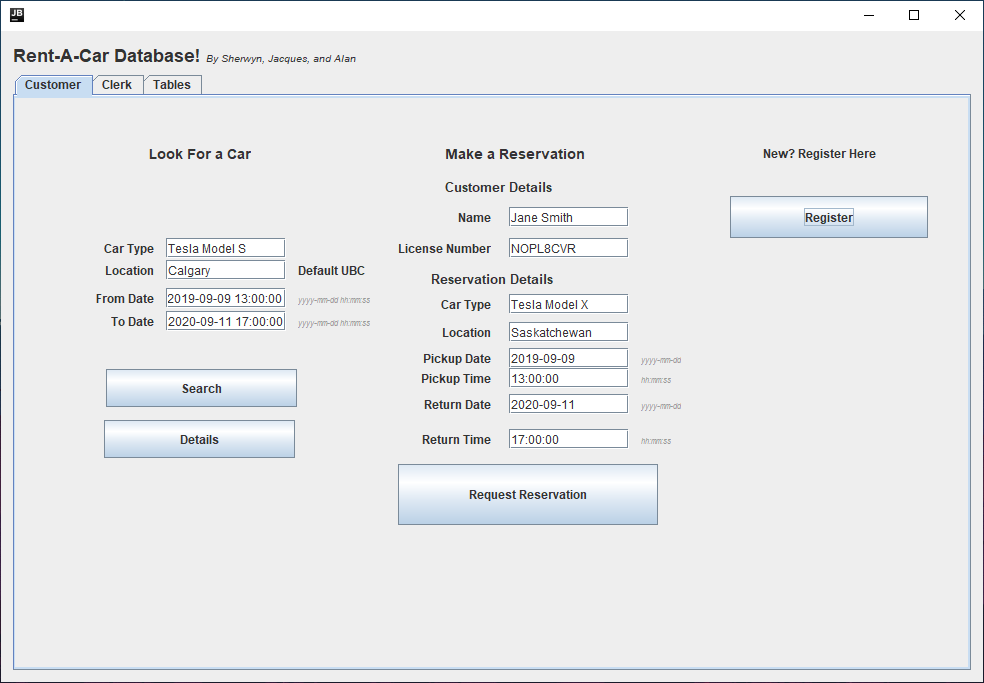 JB
Rent-A-Car Database! By Sherwyn, Jacques, and Alan
Customer Clerk Tables
Look For a Car
Car Type Tesla Model S
Location Calgary Default UBC
From Date 2019-09-09 13:00:00 yyyy-mm-dd hh:mm:ss
To Date 2020-09-11 17:00:00 yyyy-mm-dd hh:mm:ss
Search
Details
Make a Reservation
Customer Details
Name Jane Smith
License Number NOPL8CVR
Reservation Details
Car Type Tesla Model X
Location Saskatchewan
Pickup Date 2019-09-09 yyyy-mm-dd
Pickup Time 13:00:00 hh:mm:ss
Return Date 2020-09-11 yyyy-mm-dd
Return Time 17:00:00 hh:mm:ss
Request Reservation
New? Register Here
Register